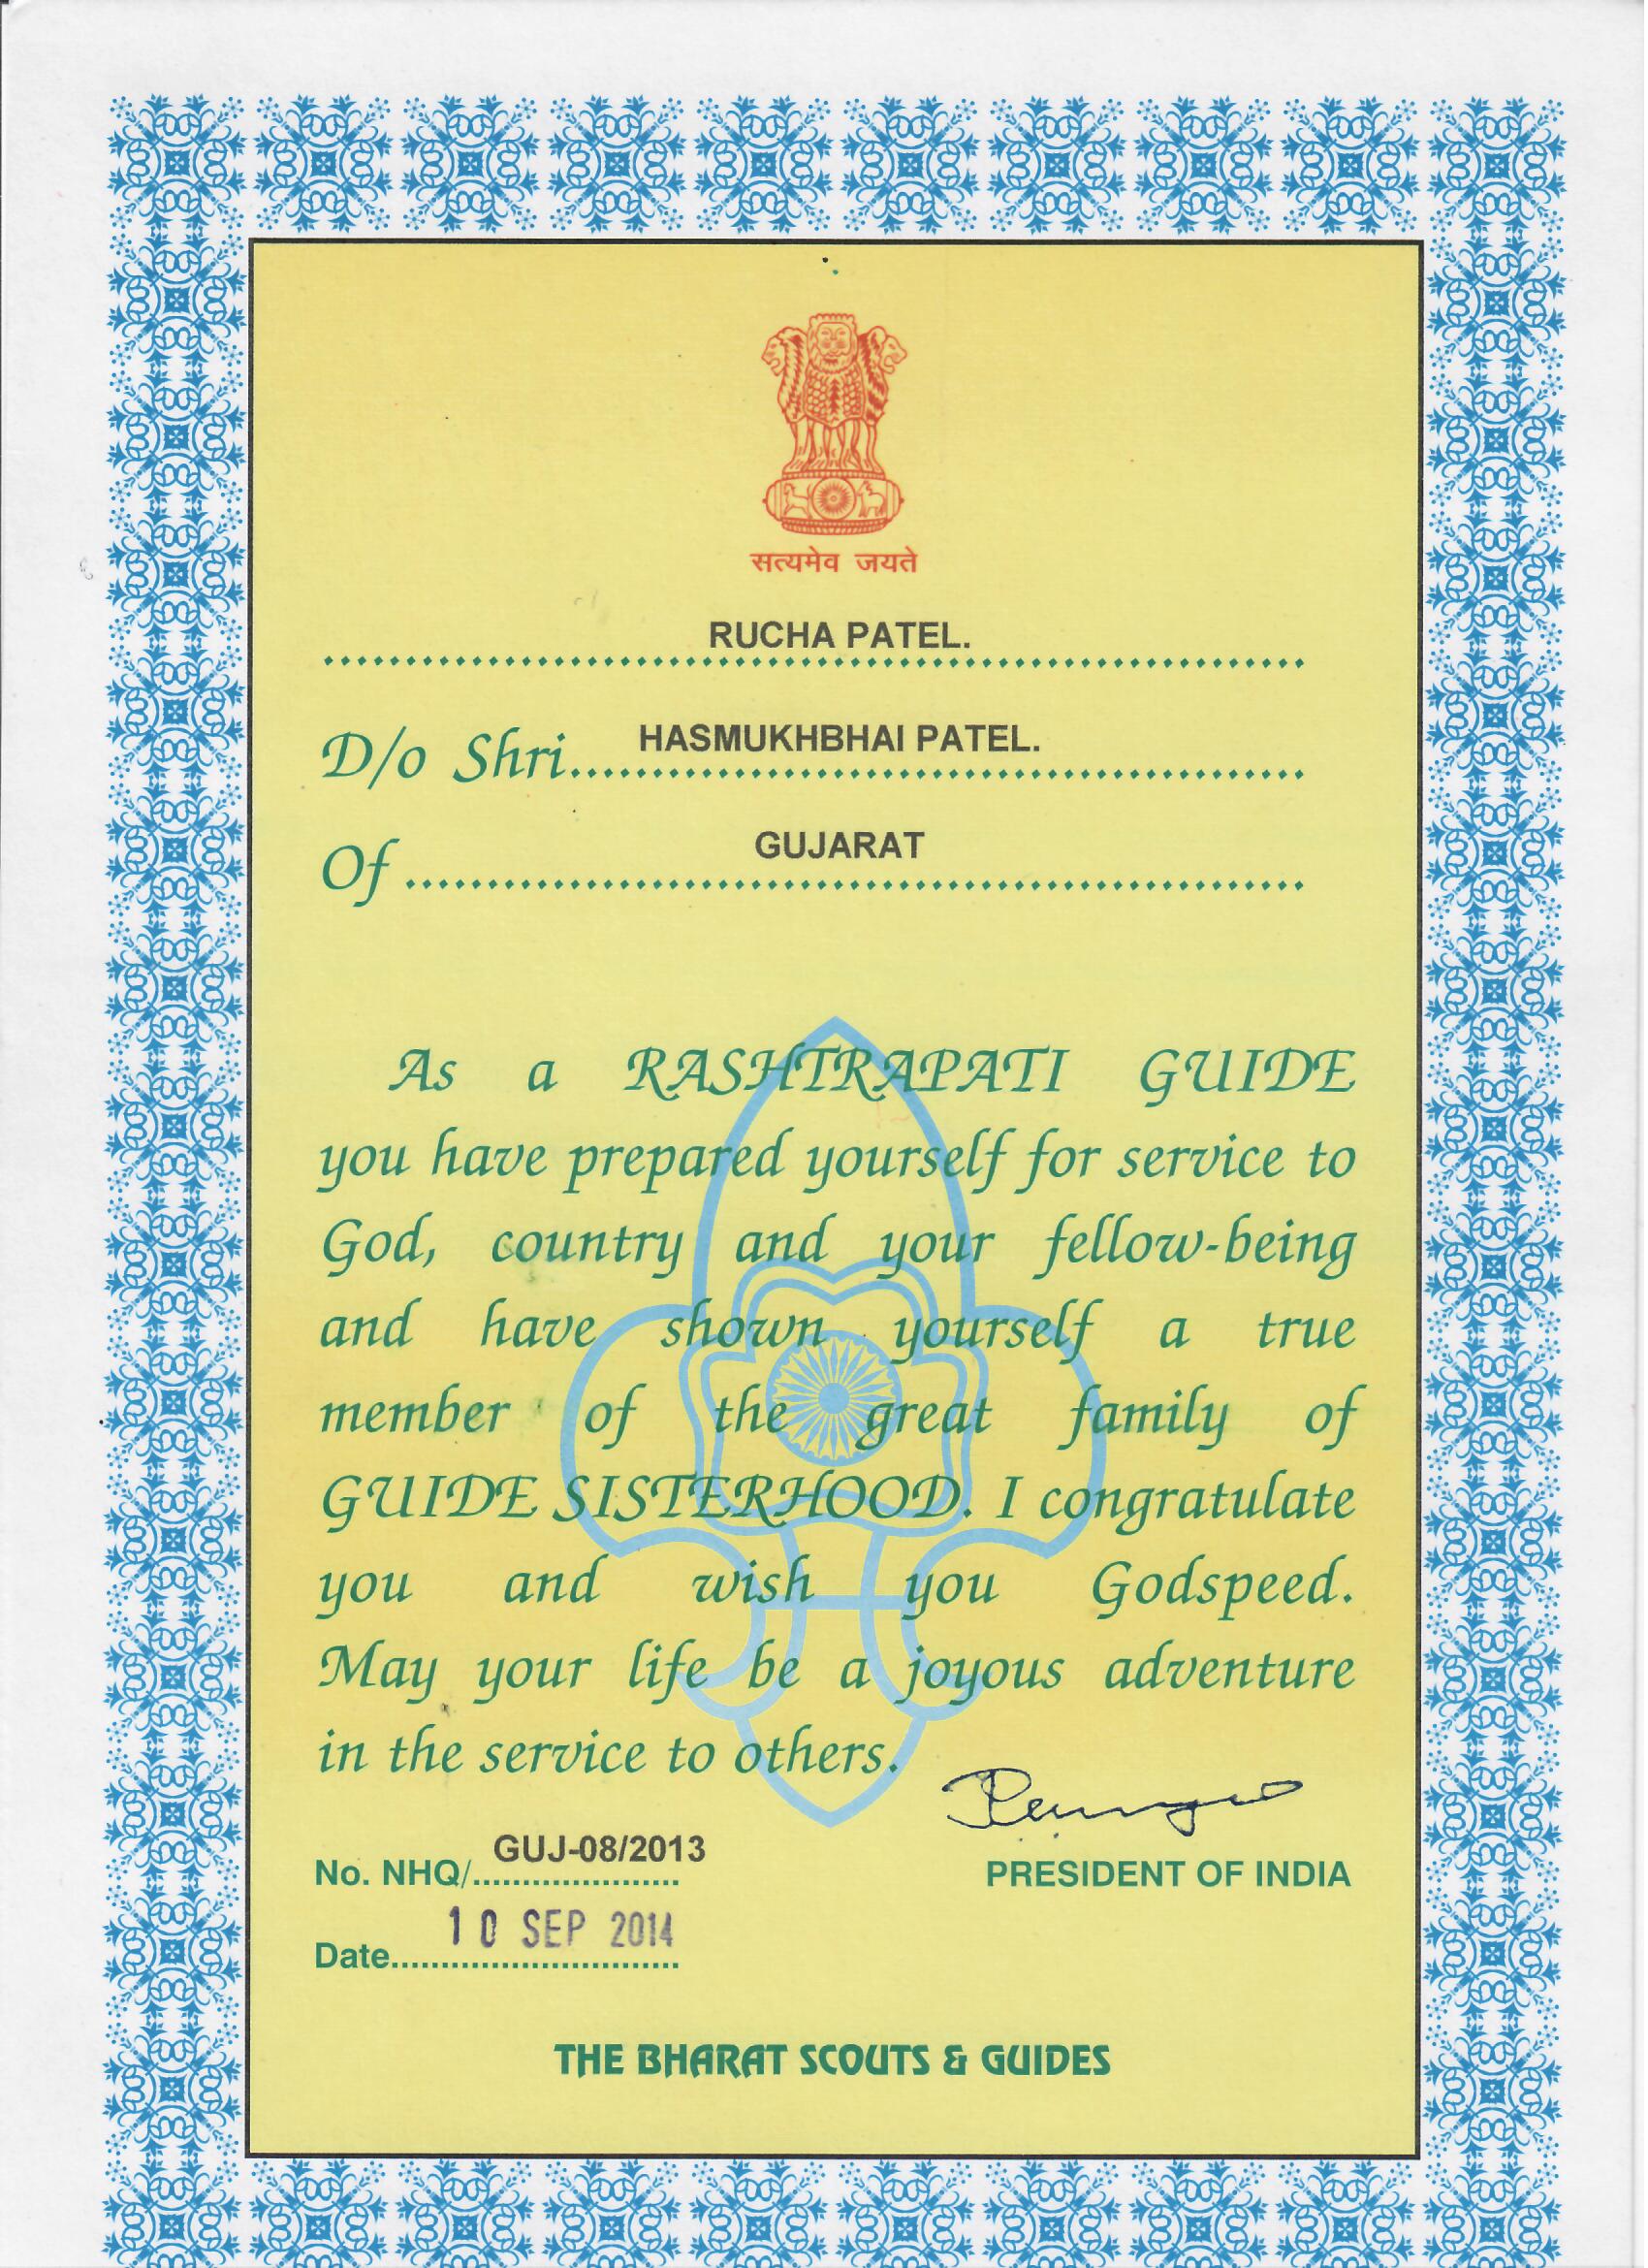 सत्यमेव जयते
RUCHA PATEL.
D/o Shri HASMUKHBHAI PATEL.
Of GUJARAT
As a RASHTRAPATI GUIDE
you have prepared yourself for service to
God, country and your fellow-being
and have shown yourself a true
member of the great family of
GUIDE SISTERHOOD. I congratulate
you and wish you Godspeed.
May your life be a joyous adventure
in the service to others.
No. NHQ/ GUJ-08/2013
PRESIDENT OF INDIA
Date 10 SEP 2014
THE BHARAT SCOUTS & GUIDES